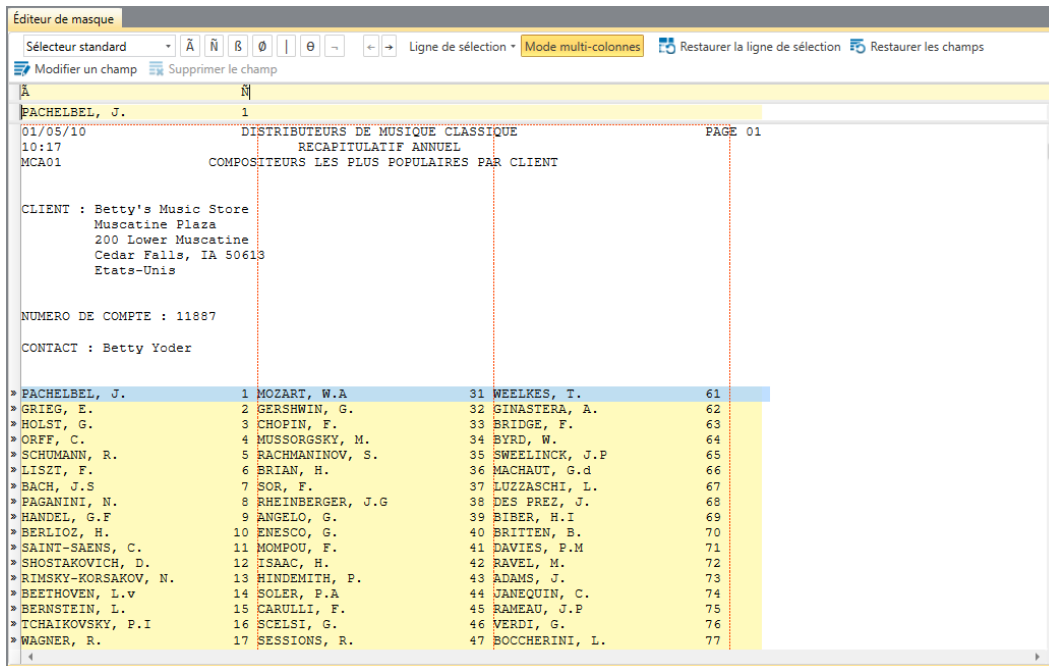 Éditeur de masque
Sélecteur standard Ã Ñ ß Ø | θ ¬ ← → Ligne de sélection Mode multi-colonnes Restaurer la ligne de sélection Restaurer les champs
Modifier un champ Supprimer le champ
Ã Ñ
PACHELBEL, J. 1
01/05/10 DISTRIBUTEURS DE MUSIQUE CLASSIQUE PAGE 01
10:17 RECAPITULATIF ANNUEL
MCA01 COMPOSITEURS LES PLUS POPULAIRES PAR CLIENT
CLIENT : Betty's Music Store
Muscatine Plaza
200 Lower Muscatine
Cedar Falls, IA 50613
Etats-Unis
NUMERO DE COMPTE : 11887
CONTACT : Betty Yoder
» PACHELBEL, J. 1 MOZART, W.A 31 WEELKES, T. 61
» GRIEG, E. 2 GERSHWIN, G. 32 GINASTERA, A. 62
» HOLST, G. 3 CHOPIN, F. 33 BRIDGE, F. 63
» ORFF, C. 4 MUSSORGSKY, M. 34 BYRD, W. 64
» SCHUMANN, R. 5 RACHMANINOV, S. 35 SWEELINCK, J.P 65
» LISZT, F. 6 BRIAN, H. 36 MACHAUT, G.d 66
» BACH, J.S 7 SOR, F. 37 LUZZASCHI, L. 67
» PAGANINI, N. 8 RHEINBERGER, J.G 38 DES PREZ, J. 68
» HANDEL, G.F 9 ANGELO, G. 39 BIBER, H.I 69
» BERLIOZ, H. 10 ENESCO, G. 40 BRITTEN, B. 70
» SAINT-SAENS, C. 11 MOMPOU, F. 41 DAVIES, P.M 71
» SHOSTAKOVICH, D. 12 ISAAC, H. 42 RAVEL, M. 72
» RIMSKY-KORSAKOV, N. 13 HINDEMITH, P. 43 ADAMS, J. 73
» BEETHOVEN, L.v 14 SOLER, P.A 44 JANEQUIN, C. 74
» BERNSTEIN, L. 15 CARULLI, F. 45 RAMEAU, J.P 75
» TCHAIKOVSKY, P.I 16 SCELSI, G. 46 VERDI, G. 76
» WAGNER, R. 17 SESSIONS, R. 47 BOCCHERINI, L. 77